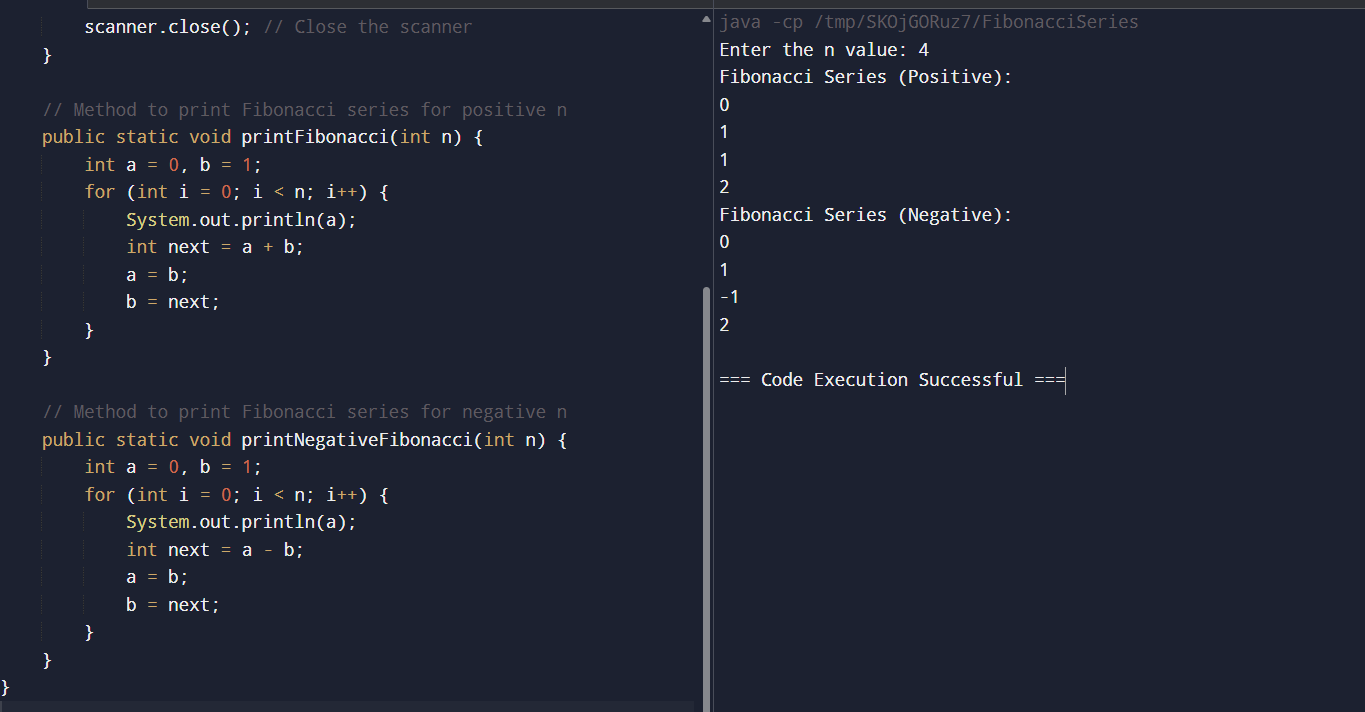 scanner.close(); // Close the scanner
    }

    // Method to print Fibonacci series for positive n
    public static void printFibonacci(int n) {
        int a = 0, b = 1;
        for (int i = 0; i < n; i++) {
            System.out.println(a);
            int next = a + b;
            a = b;
            b = next;
        }
    }

    // Method to print Fibonacci series for negative n
    public static void printNegativeFibonacci(int n) {
        int a = 0, b = 1;
        for (int i = 0; i < n; i++) {
            System.out.println(a);
            int next = a - b;
            a = b;
            b = next;
        }
    }
}
java -cp /tmp/SKOjGORuz7/FibonacciSeries
Enter the n value: 4
Fibonacci Series (Positive):
0
1
1
2
Fibonacci Series (Negative):
0
1
-1
2

=== Code Execution Successful ===